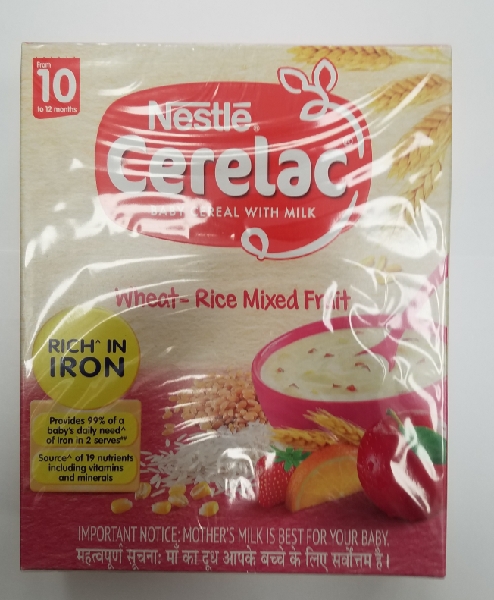 From
10
to 12 months
Nestlé®
Cerelac
BABY CEREAL WITH MILK
Wheat - Rice Mixed Fruit
RICH^ IN
IRON
Provides 99% of a
baby's daily need^
of iron in 2 serves**
Source^ of 19 nutrients
including vitamins
and minerals
IMPORTANT NOTICE: MOTHER'S MILK IS BEST FOR YOUR BABY.
महत्वपूर्ण सूचना: माँ का दूध आपके बच्चे के लिए सर्वोत्तम है।